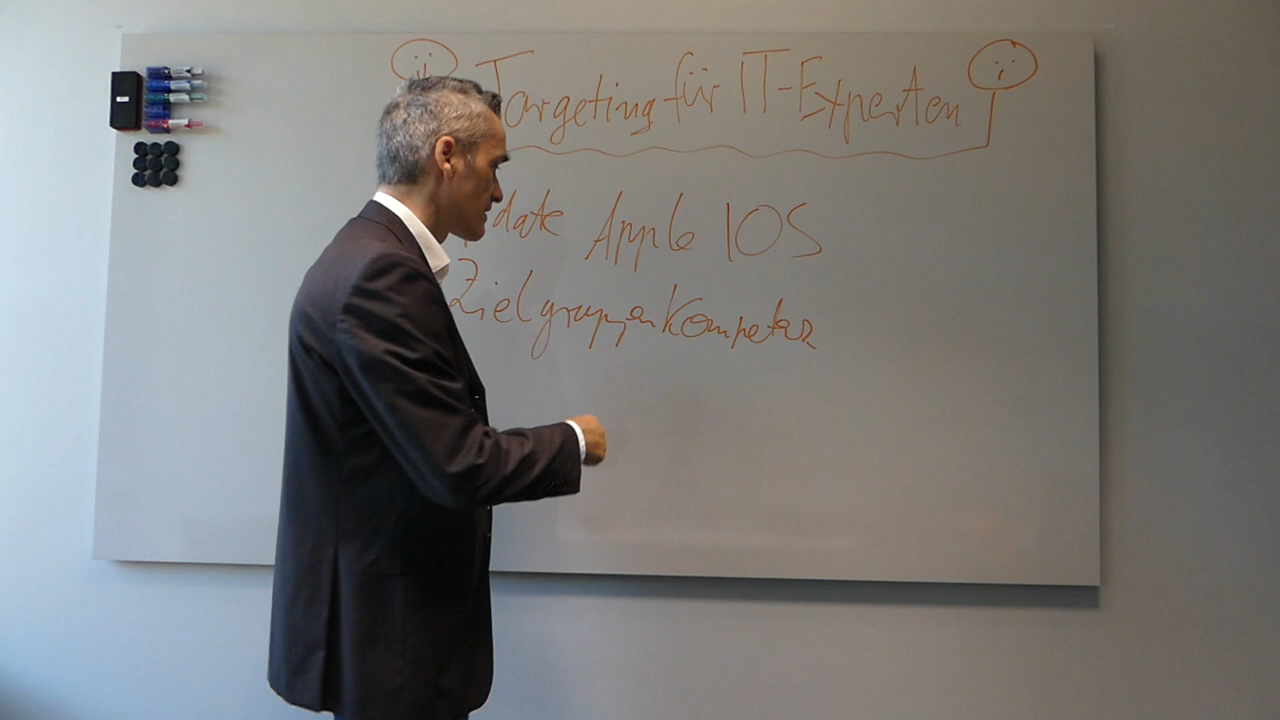 Targeting für IT-Experten
date Apple IOS
Zielgruppenkompetenz